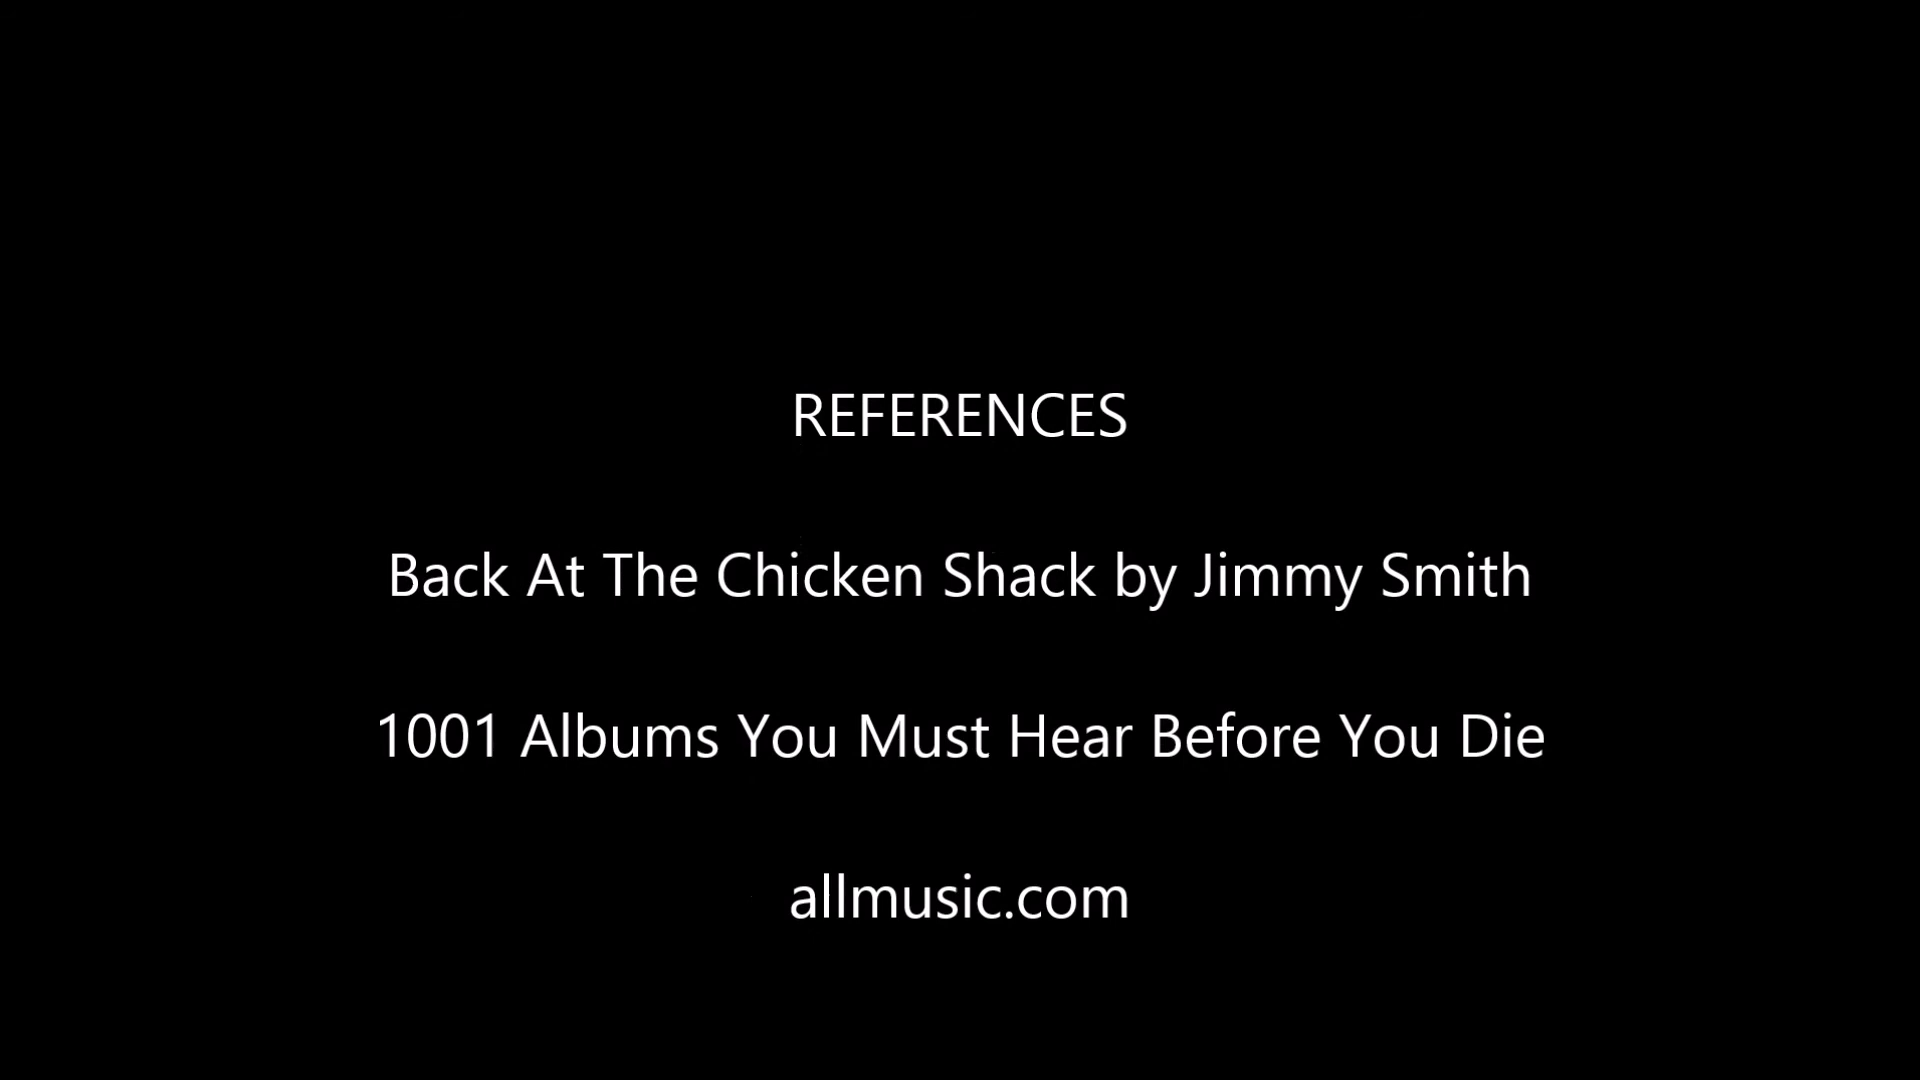 REFERENCES
Back At The Chicken Shack by Jimmy Smith
1001 Albums You Must Hear Before You Die
allmusic.com